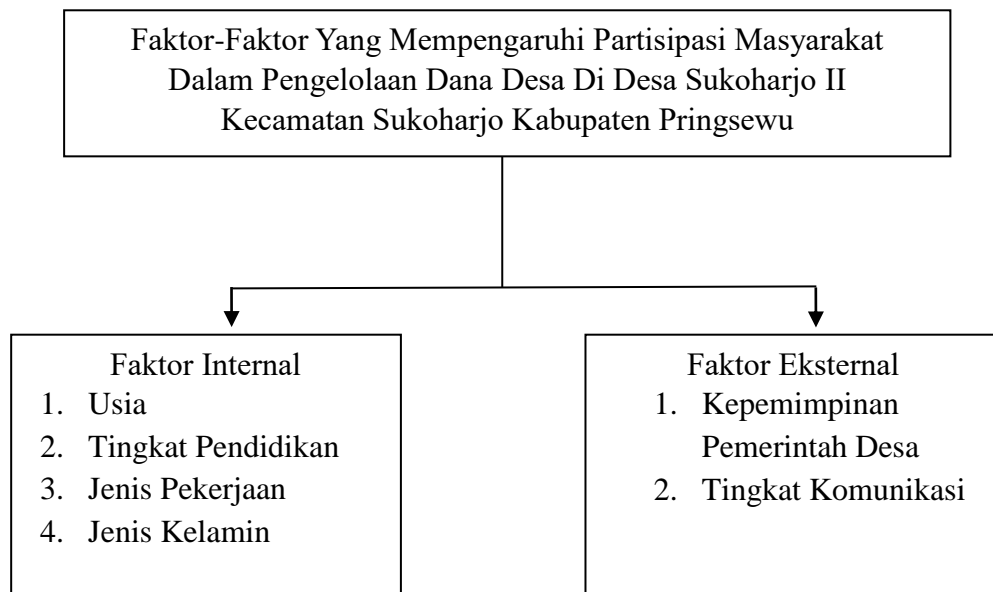 Faktor-Faktor Yang Mempengaruhi Partisipasi Masyarakat
Dalam Pengelolaan Dana Desa Di Desa Sukoharjo II
Kecamatan Sukoharjo Kabupaten Pringsewu
Faktor Internal
1. Usia
2. Tingkat Pendidikan
3. Jenis Pekerjaan
4. Jenis Kelamin
Faktor Eksternal
1. Kepemimpinan
Pemerintah Desa
2. Tingkat Komunikasi